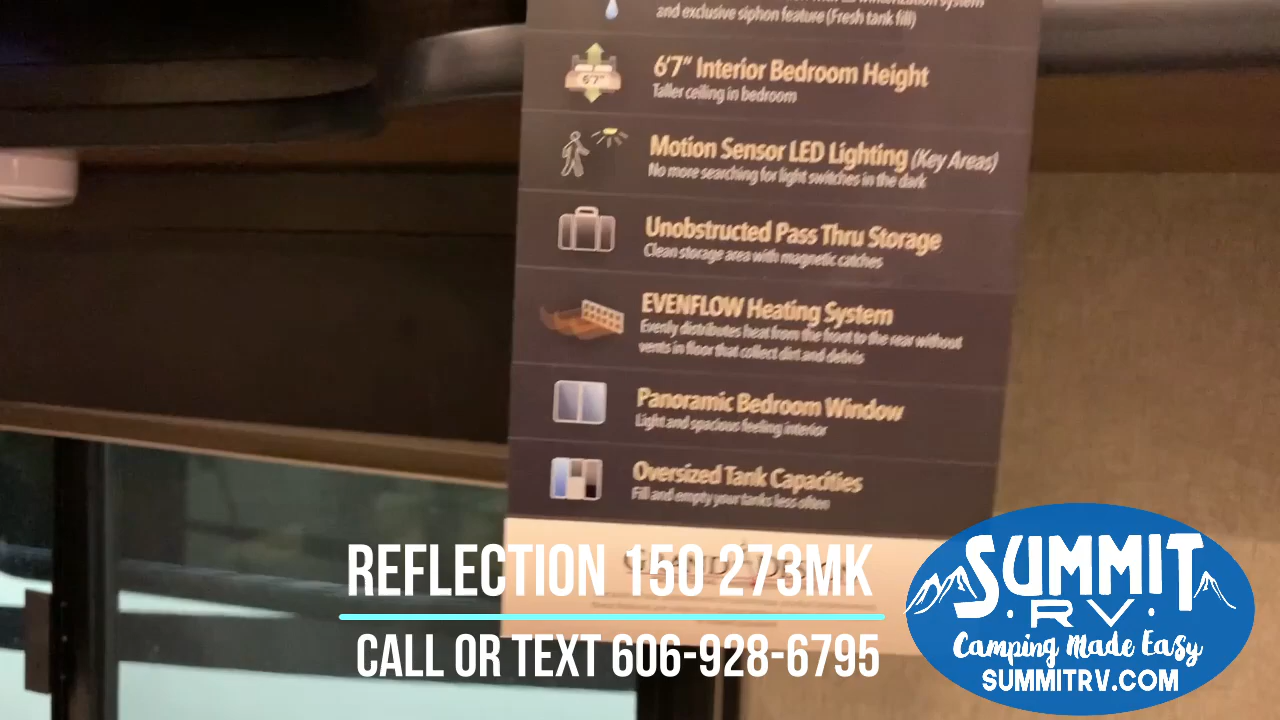 and exclusive siphon feature (Fresh tank fill)
6'7"
6'7" Interior Bedroom Height
Taller ceiling in bedroom
Motion Sensor LED Lighting (Key Areas)
No more searching for light switches in the dark
Unobstructed Pass Thru Storage
Clean storage area with magnetic catches
EVENFLOW Heating System
Evenly distributes heat from the front to the rear without
vents in floor that collect dirt and debris
Panoramic Bedroom Window
Light and spacious feeling interior
Oversized Tank Capacities
Fill and empty your tanks less often
REFLECTION 150 273MK
CALL OR TEXT 606-928-6795
SUMMIT
RV
Camping Made Easy
SUMMITRV.COM